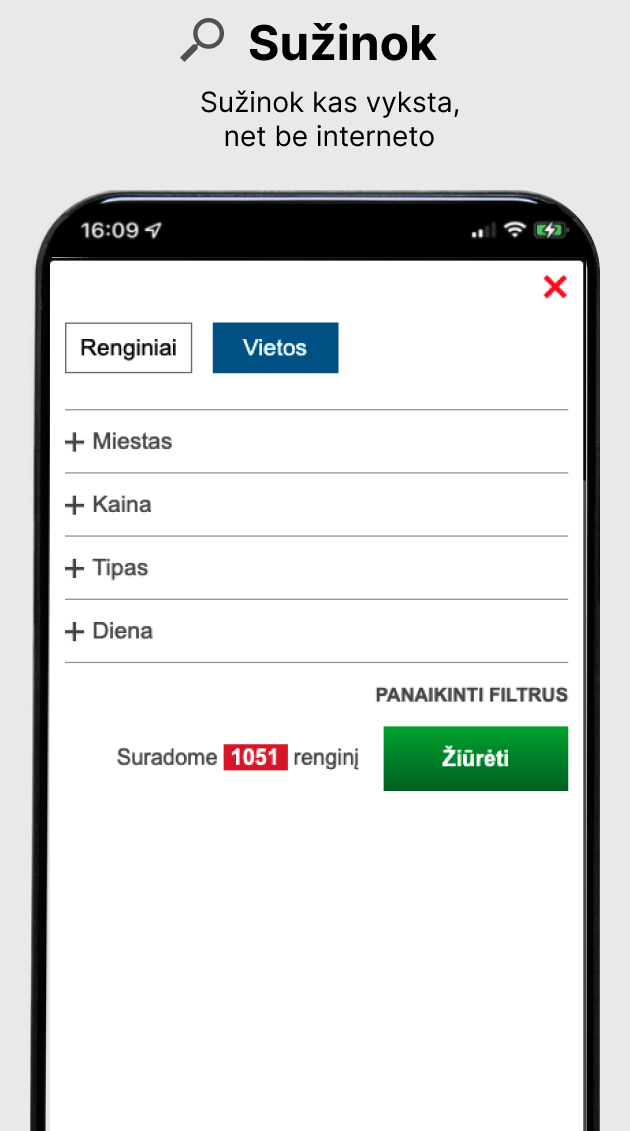 Sužinok
Sužinok kas vyksta,
net be interneto
16:09
Renginiai Vietos
+ Miestas
+ Kaina
+ Tipas
+ Diena
PANAIKINTI FILTRUS
Suradome 1051 renginį Žiūrėti